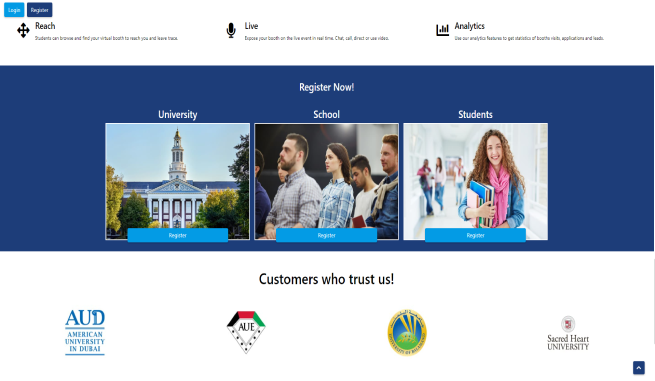 Login
Register
Reach
Students can browse and find your virtual booth to reach you and leave trace.
Live
Expose your booth on the live event in real time. Chat, call, direct or use video.
Analytics
Use our analytics features to get statistics of booths visits, applications and leads.
Register Now!
University
School
Students
Register
Register
Register
Customers who trust us!
AUD
AMERICAN
UNIVERSITY
IN DUBAI
AUE
Sacred Heart
UNIVERSITY